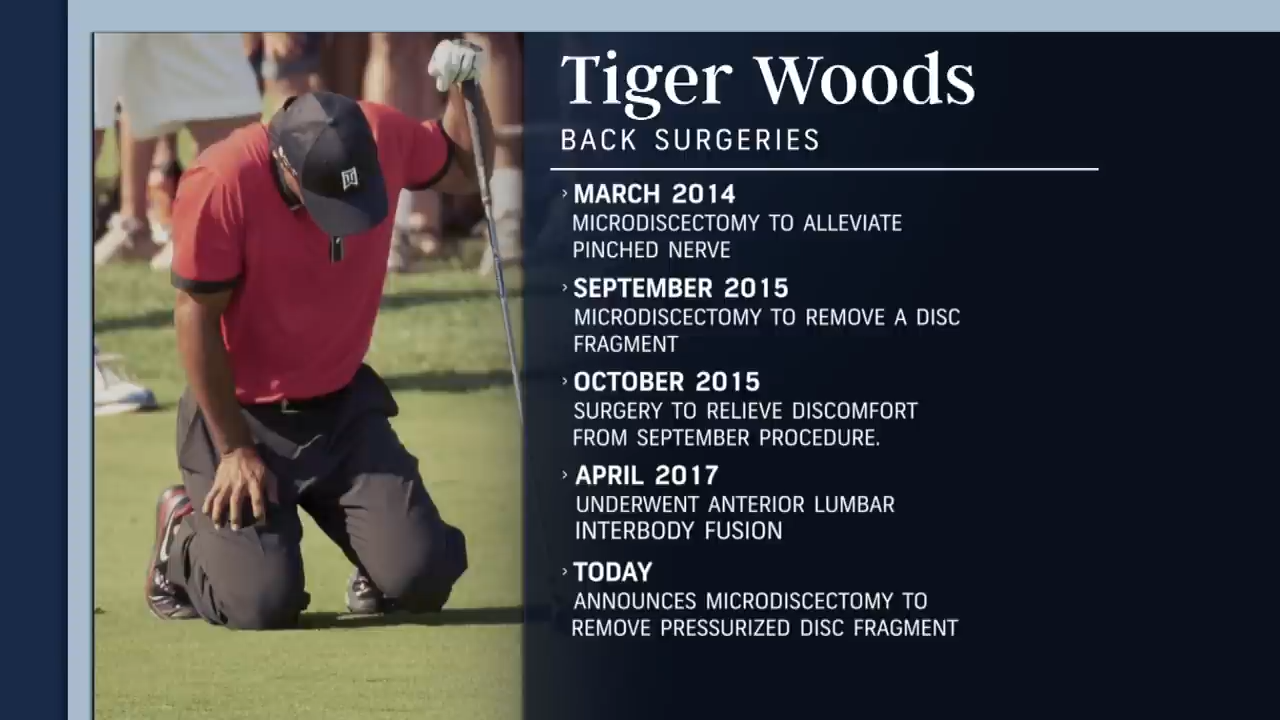 Tiger Woods
BACK SURGERIES
› MARCH 2014
MICRODISCECTOMY TO ALLEVIATE
PINCHED NERVE
› SEPTEMBER 2015
MICRODISCECTOMY TO REMOVE A DISC
FRAGMENT
› OCTOBER 2015
SURGERY TO RELIEVE DISCOMFORT
FROM SEPTEMBER PROCEDURE.
› APRIL 2017
UNDERWENT ANTERIOR LUMBAR
INTERBODY FUSION
› TODAY
ANNOUNCES MICRODISCECTOMY TO
REMOVE PRESSURIZED DISC FRAGMENT